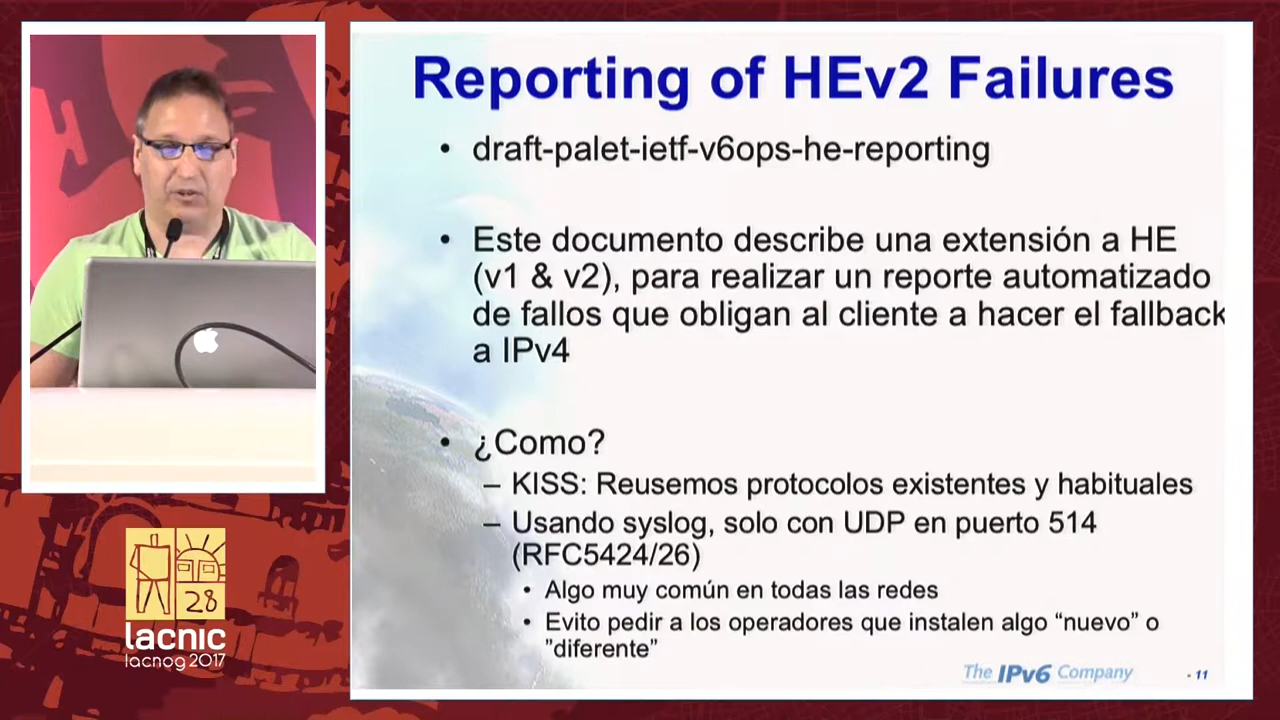 Reporting of HEv2 Failures
• draft-palet-ietf-v6ops-he-reporting
• Este documento describe una extensión a HE
(v1 & v2), para realizar un reporte automatizado
de fallos que obligan al cliente a hacer el fallback
a IPv4
• ¿Como?
– KISS: Reusemos protocolos existentes y habituales
– Usando syslog, solo con UDP en puerto 514
(RFC5424/26)
• Algo muy común en todas las redes
• Evito pedir a los operadores que instalen algo “nuevo” o
”diferente”
The IPv6 Company
- 11
28
lacnic
lacnog 2017